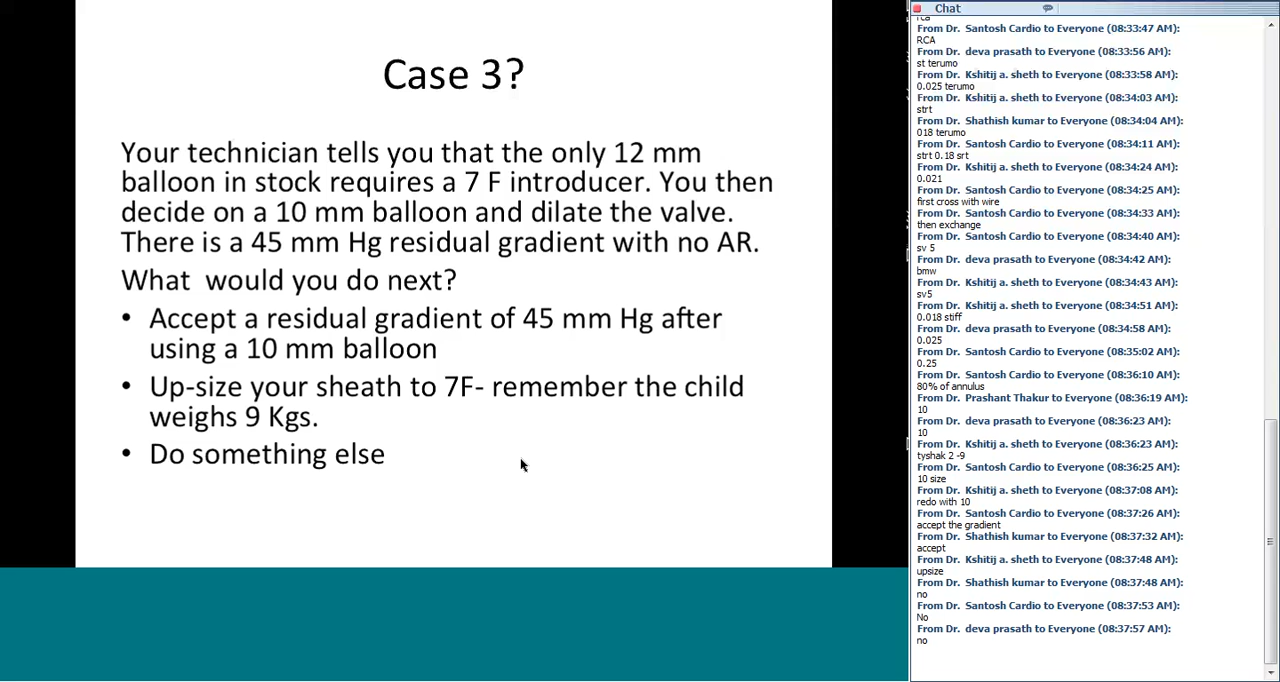 Case 3?
Your technician tells you that the only 12 mm
balloon in stock requires a 7 F introducer. You then
decide on a 10 mm balloon and dilate the valve.
There is a 45 mm Hg residual gradient with no AR.
What would you do next?
• Accept a residual gradient of 45 mm Hg after
using a 10 mm balloon
• Up-size your sheath to 7F- remember the child
weighs 9 Kgs.
• Do something else
Chat
rca
From Dr. Santosh Cardio to Everyone (08:33:47 AM):
RCA
From Dr. deva prasath to Everyone (08:33:56 AM):
st terumo
From Dr. Kshitij a. sheth to Everyone (08:33:58 AM):
0.025 terumo
From Dr. Kshitij a. sheth to Everyone (08:34:03 AM):
strt
From Dr. Shathish kumar to Everyone (08:34:04 AM):
018 terumo
From Dr. Santosh Cardio to Everyone (08:34:11 AM):
strt 0.18 srt
From Dr. Kshitij a. sheth to Everyone (08:34:24 AM):
0.021
From Dr. Santosh Cardio to Everyone (08:34:25 AM):
first cross with wire
From Dr. Santosh Cardio to Everyone (08:34:33 AM):
then exchange
From Dr. Santosh Cardio to Everyone (08:34:40 AM):
sv 5
From Dr. deva prasath to Everyone (08:34:42 AM):
bmw
From Dr. Kshitij a. sheth to Everyone (08:34:43 AM):
sv5
From Dr. Kshitij a. sheth to Everyone (08:34:51 AM):
0.018 stiff
From Dr. deva prasath to Everyone (08:34:58 AM):
0.025
From Dr. Santosh Cardio to Everyone (08:35:02 AM):
0.25
From Dr. Santosh Cardio to Everyone (08:36:10 AM):
80% of annulus
From Dr. Prashant Thakur to Everyone (08:36:19 AM):
10
From Dr. deva prasath to Everyone (08:36:23 AM):
10
From Dr. Kshitij a. sheth to Everyone (08:36:23 AM):
tyshak 2 -9
From Dr. Santosh Cardio to Everyone (08:36:25 AM):
10 size
From Dr. Kshitij a. sheth to Everyone (08:37:08 AM):
redo with 10
From Dr. Santosh Cardio to Everyone (08:37:26 AM):
accept the gradient
From Dr. Shathish kumar to Everyone (08:37:32 AM):
accept
From Dr. Kshitij a. sheth to Everyone (08:37:48 AM):
upsize
From Dr. Shathish kumar to Everyone (08:37:48 AM):
no
From Dr. Santosh Cardio to Everyone (08:37:53 AM):
No
From Dr. deva prasath to Everyone (08:37:57 AM):
no